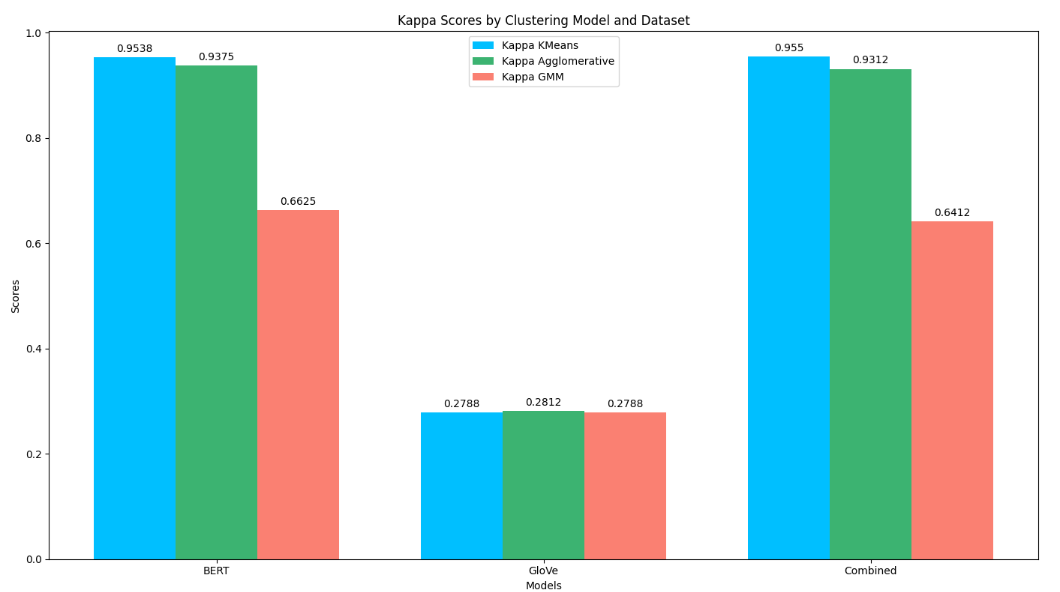 Kappa Scores by Clustering Model and Dataset
Kappa KMeans
Kappa Agglomerative
Kappa GMM
Scores
1.0
0.8
0.6
0.4
0.2
0.0
0.9538
0.9375
0.6625
0.2788
0.2812
0.2788
0.955
0.9312
0.6412
BERT
GloVe
Combined
Models